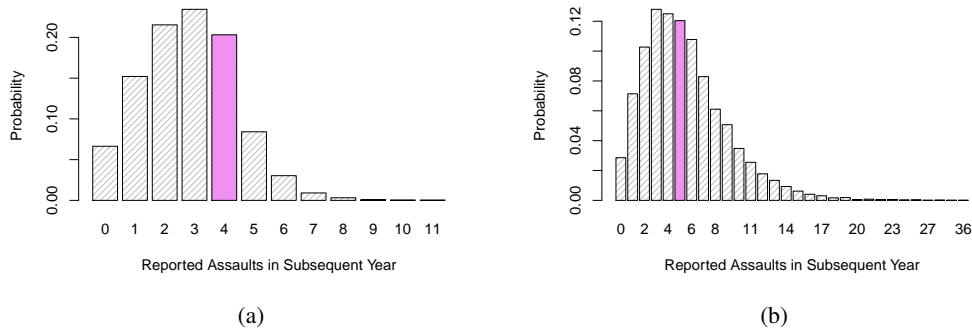 Probability
0.20
0.10
0.00
0 1 2 3 4 5 6 7 8 9 10 11
Reported Assaults in Subsequent Year
(a)
Probability
0.12
0.08
0.04
0.00
0 2 4 6 8 11 14 17 20 23 27 36
Reported Assaults in Subsequent Year
(b)